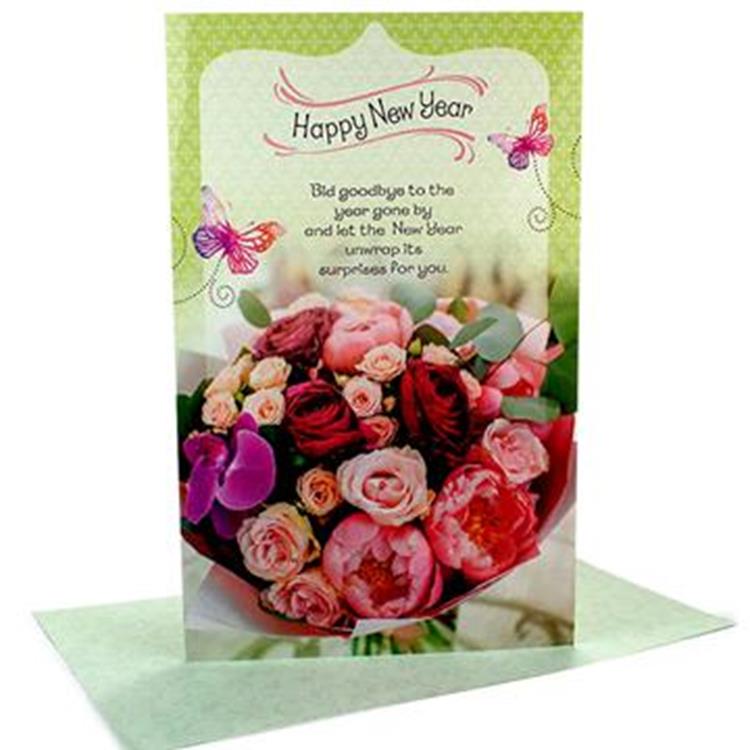 Happy New Year
Bid goodbye to the
year gone by
and let the New Year
unwrap its
surprises for you.